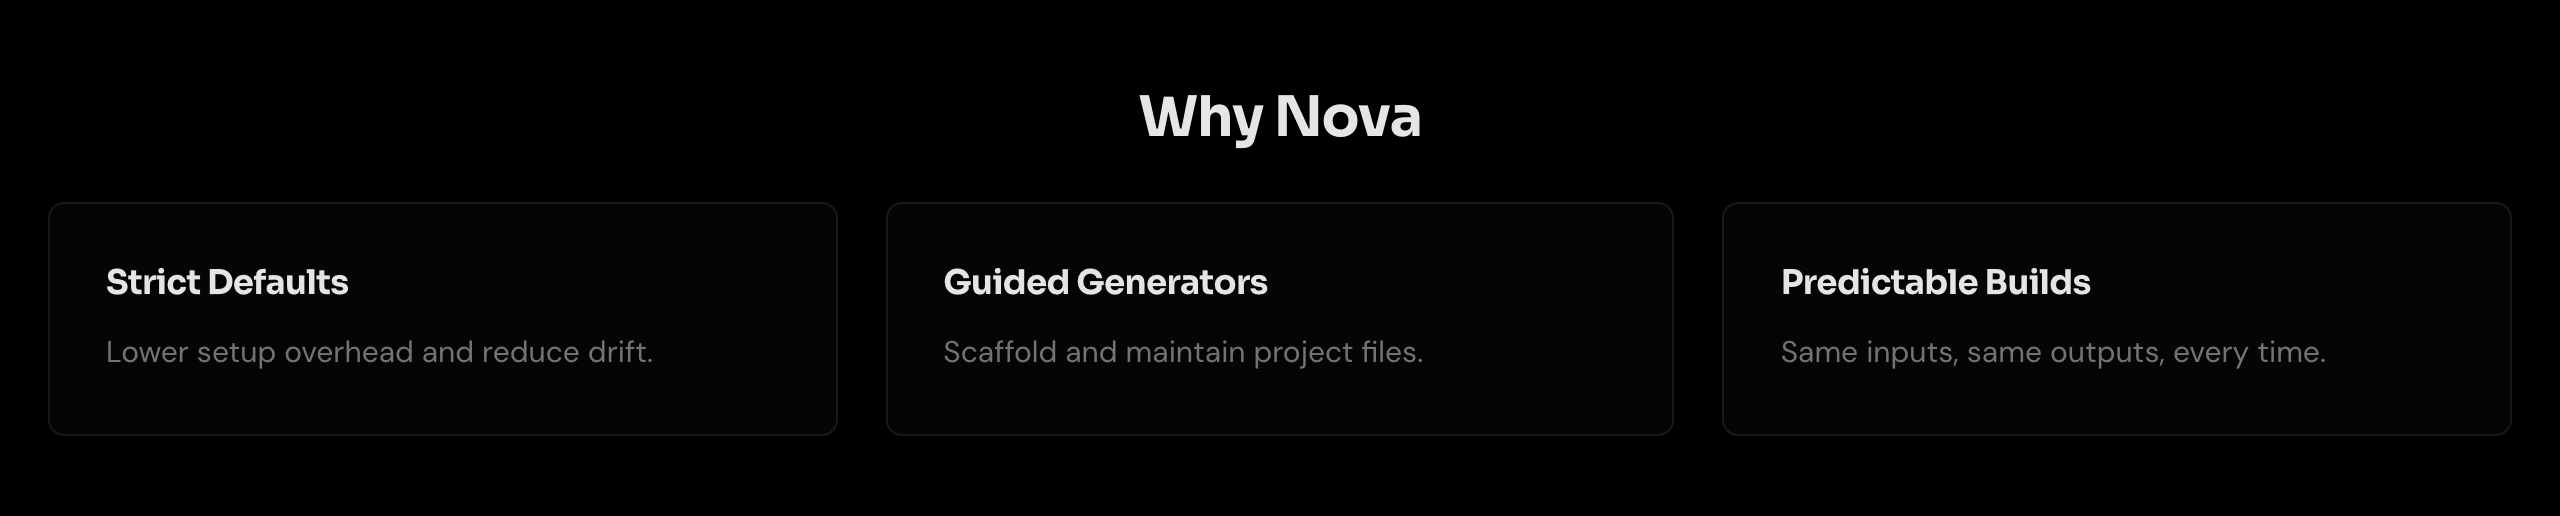 Why Nova
Strict Defaults
Lower setup overhead and reduce drift.
Guided Generators
Scaffold and maintain project files.
Predictable Builds
Same inputs, same outputs, every time.